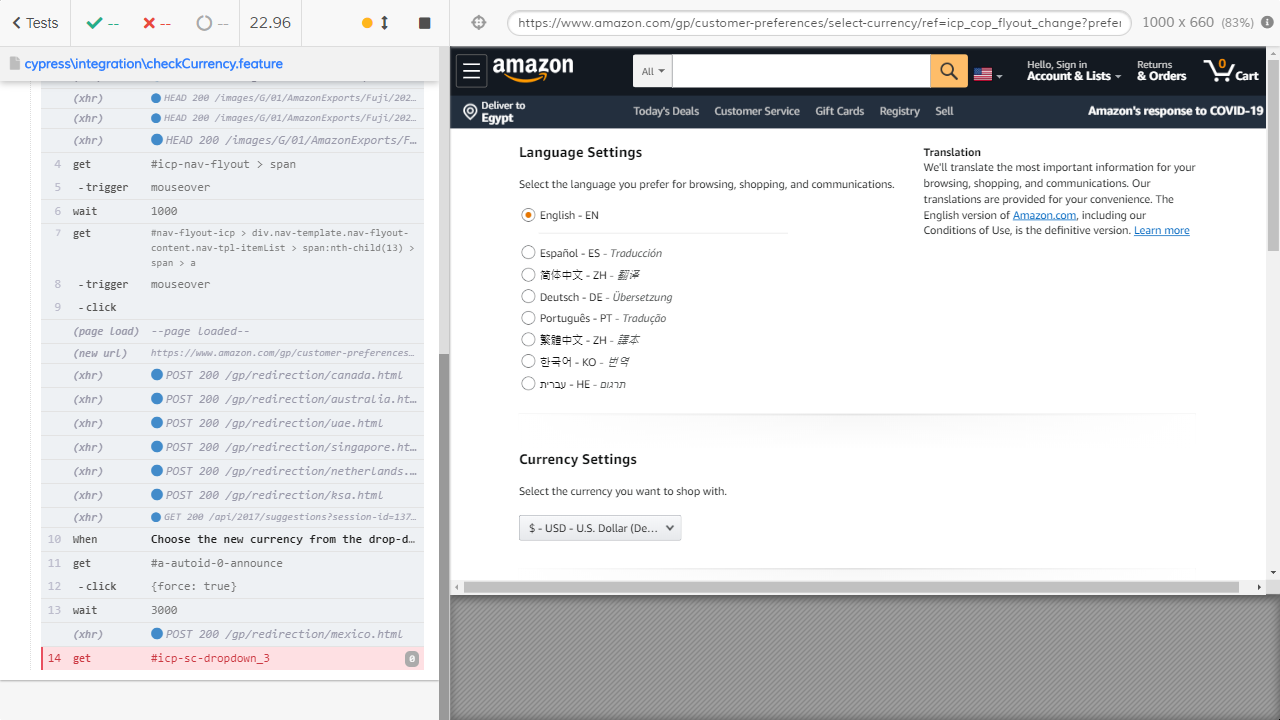 Tests
--
--
--
22.96
https://www.amazon.com/gp/customer-preferences/select-currency/ref=icp_cop_flyout_change?prefer
1000 x 660 (83%)
cypress\integration\checkCurrency.feature
(xhr) HEAD 200 /images/G/01/AmazonExports/Fuji/202...
(xhr) HEAD 200 /images/G/01/AmazonExports/Fuji/202...
(xhr) HEAD 200 /images/G/01/AmazonExports/F...
4 get #icp-nav-flyout > span
5 -trigger mouseover
6 wait 1000
7 get #nav-flyout-icp > div.nav-template.nav-flyout-
content.nav-tpl-itemList > span:nth-child(13) >
span > a
8 -trigger mouseover
9 -click
(page load) --page loaded--
(new url) https://www.amazon.com/gp/customer-preferences...
(xhr) POST 200 /gp/redirection/canada.html
(xhr) POST 200 /gp/redirection/australia.ht...
(xhr) POST 200 /gp/redirection/uae.html
(xhr) POST 200 /gp/redirection/singapore.ht...
(xhr) POST 200 /gp/redirection/netherlands....
(xhr) POST 200 /gp/redirection/ksa.html
(xhr) GET 200 /api/2017/suggestions?session-id=137...
10 When Choose the new currency from the drop-d...
11 get #a-autoid-0-announce
12 -click {force: true}
13 wait 3000
(xhr) POST 200 /gp/redirection/mexico.html
14 get #icp-sc-dropdown_3 0
amazon
All
Hello, Sign in
Account & Lists
Returns
& Orders
0
Cart
Deliver to
Egypt
Today's Deals Customer Service Gift Cards Registry Sell
Amazon's response to COVID-19
Language Settings
Select the language you prefer for browsing, shopping, and communications.
English - EN
Español - ES - Traducción
简体中文 - ZH - 翻译
Deutsch - DE - Übersetzung
Português - PT - Tradução
繁體中文 - ZH - 譯本
한국어 - KO - 번역
עברית - HE - תרגום
Translation
We'll translate the most important information for your
browsing, shopping, and communications. Our
translations are provided for your convenience. The
English version of Amazon.com, including our
Conditions of Use, is the definitive version. Learn more
Currency Settings
Select the currency you want to shop with.
$ - USD - U.S. Dollar (De...